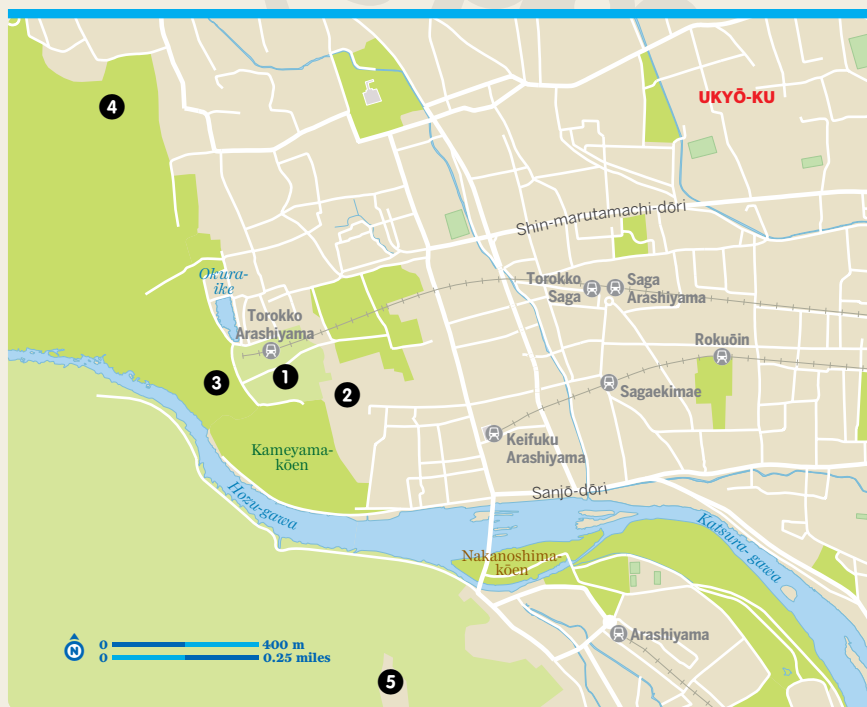 4
UKYŌ-KU
Shin-marutamachi-dōri
Okura-
ike
Torokko
Saga
Saga
Arashiyama
Torokko
Arashiyama
Rokuōin
3
1
2
Sagaekimae
Keifuku
Arashiyama
Kameyama-
kōen
Hozu-gawa
Sanjō-dōri
Katsura-gawa
Nakanoshima-
kōen
Arashiyama
N
0 400 m
0 0.25 miles
5